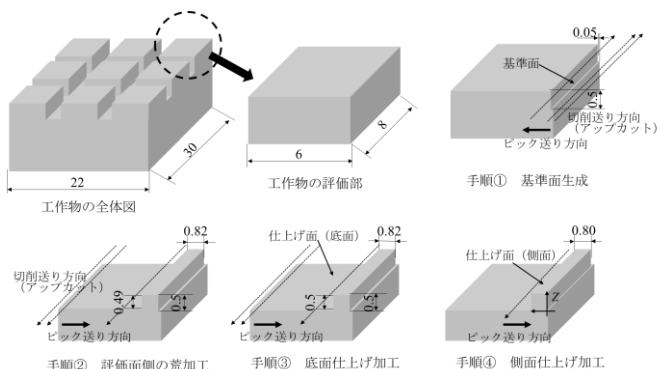 22
30
工作物の全体図
6
8
工作物の評価部
0.05
基準面
0.5
切削送り方向
(アップカット)
ピック送り方向
手順① 基準面生成
0.82
切削送り方向
(アップカット)
0.49
0.5
ピック送り方向
手順② 評価面側の荒加工
0.82
仕上げ面(底面)
0.5
0.5
ピック送り方向
手順③ 底面仕上げ加工
0.80
仕上げ面(側面)
Z
ピック送り方向
手順④ 側面仕上げ加工